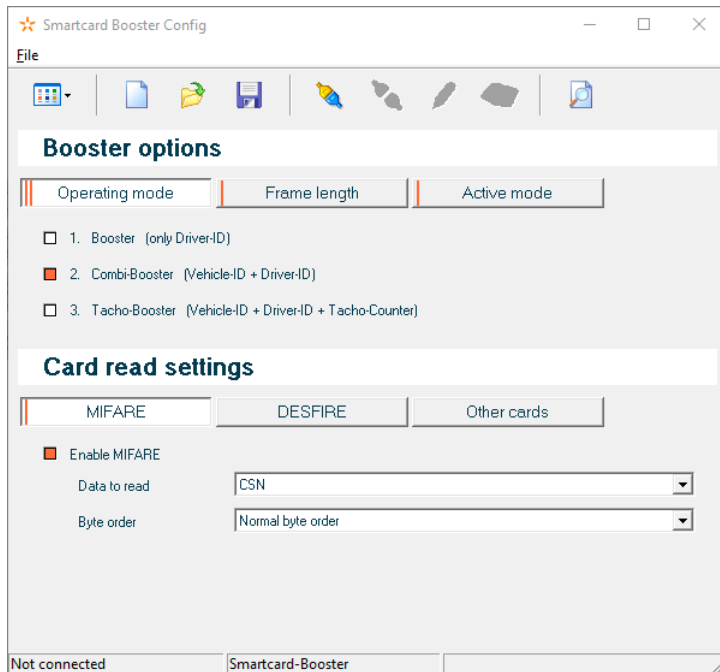 Smartcard Booster Config
File
Booster options
Operating mode Frame length Active mode
1. Booster (only Driver-ID)
2. Combi-Booster (Vehicle-ID + Driver-ID)
3. Tacho-Booster (Vehicle-ID + Driver-ID + Tacho-Counter)
Card read settings
MIFARE DESFIRE Other cards
Enable MIFARE
Data to read CSN
Byte order Normal byte order
Not connected Smartcard-Booster